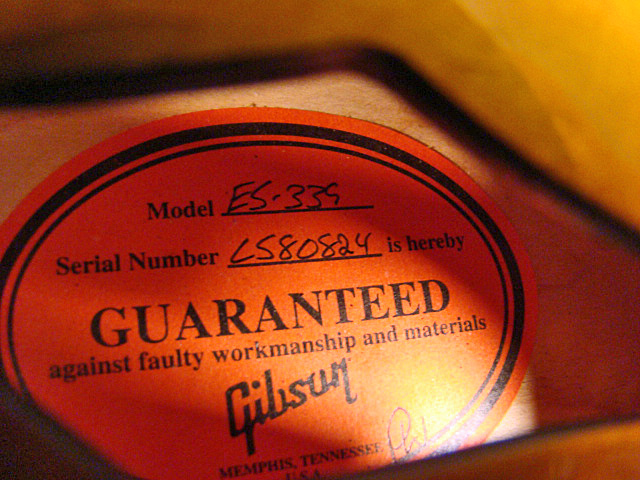 Model ES-339
Serial Number CS80824 is hereby
GUARANTEED
against faulty workmanship and materials
Gibson
MEMPHIS, TENNESSEE
U.S.A.